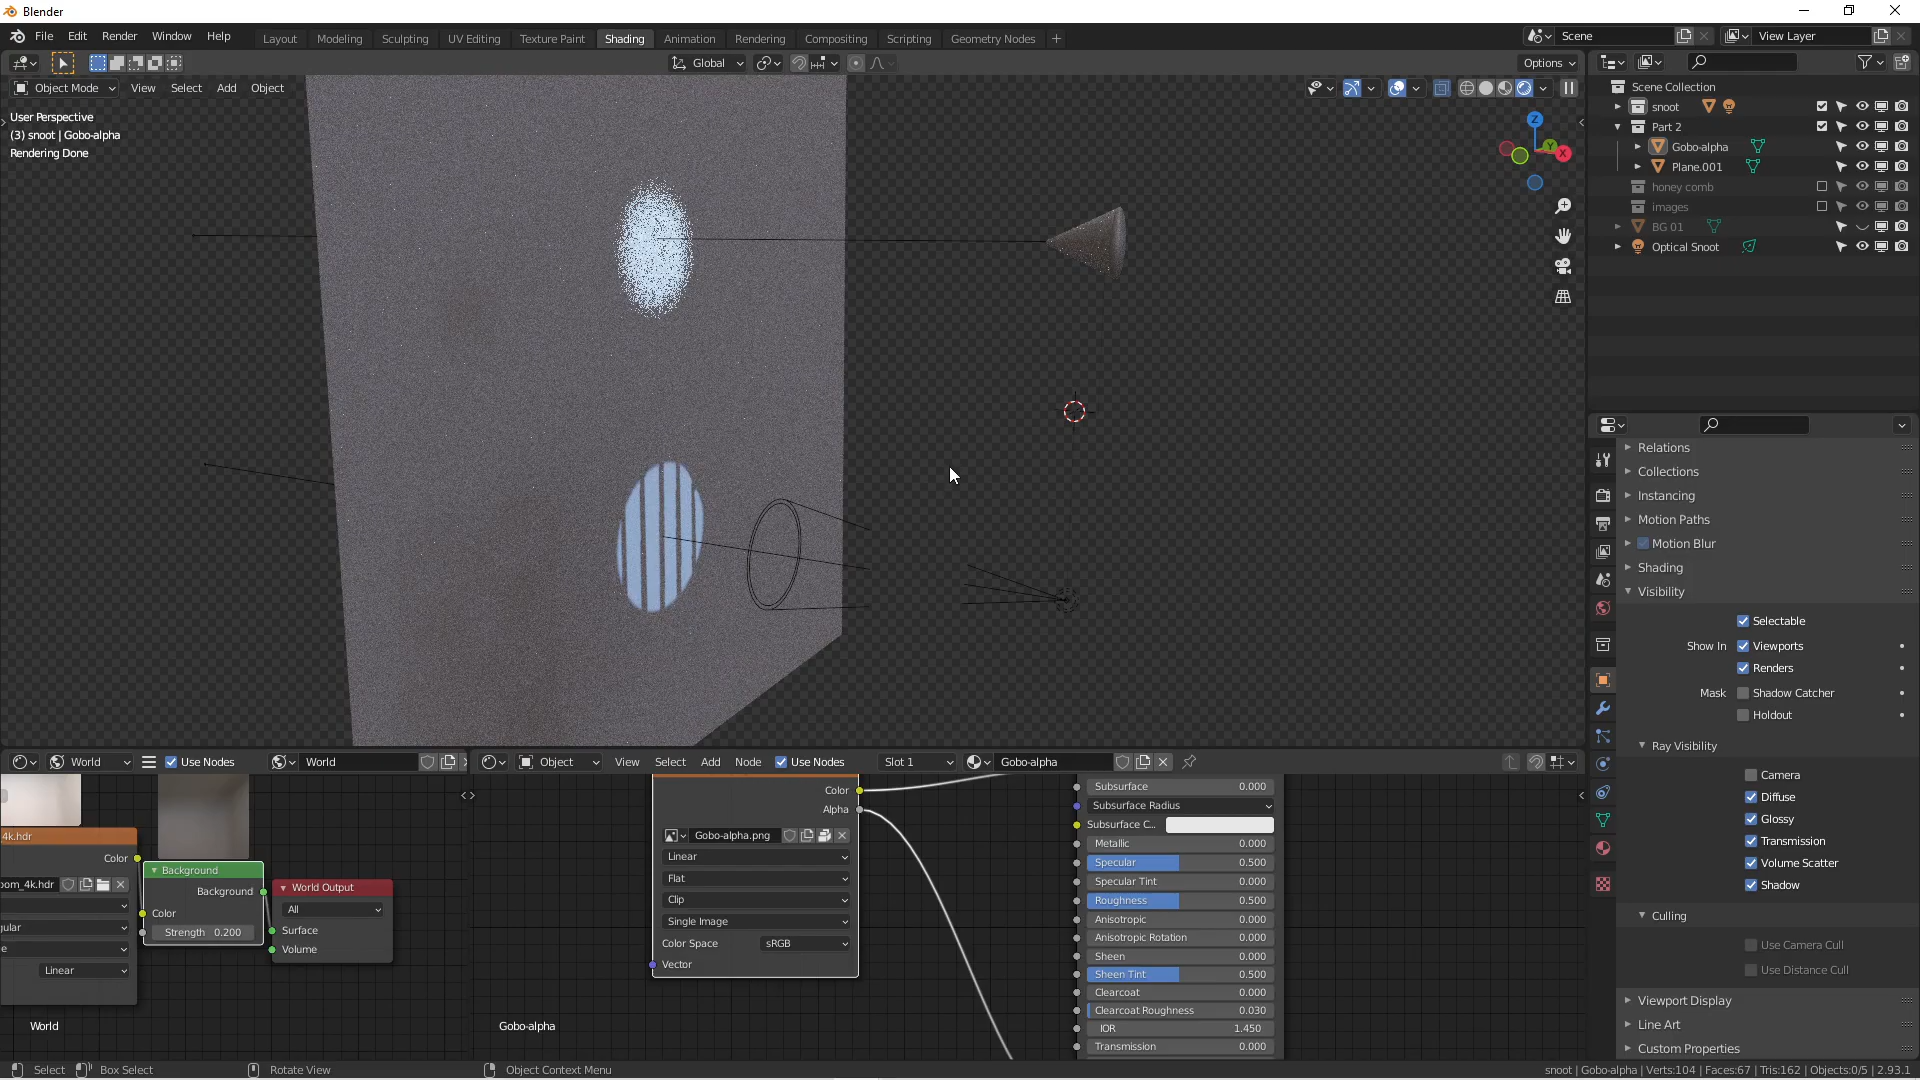 Blender
File Edit Render Window Help
Layout Modeling Sculpting UV Editing Texture Paint Shading Animation Rendering Compositing Scripting Geometry Nodes +
Scene
View Layer
Global
Options
Object Mode View Select Add Object
User Perspective
(3) snoot | Gobo-alpha
Rendering Done
Z
Y
X
Scene Collection
snoot
Part 2
Gobo-alpha
Plane.001
honey comb
images
BG 01
Optical Snoot
Relations
Collections
Instancing
Motion Paths
Motion Blur
Shading
Visibility
Selectable
Show In Viewports
Renders
Mask Shadow Catcher
Holdout
Ray Visibility
Camera
Diffuse
Glossy
Transmission
Volume Scatter
Shadow
Culling
Use Camera Cull
Use Distance Cull
Viewport Display
Line Art
Custom Properties
World
Use Nodes
World
4k.hdr
Color
oom_4k.hdr
gular
e
Linear
Background
Background
Color
Strength 0.200
World Output
All
Surface
Volume
World
Object
View Select Add Node
Use Nodes
Slot 1
Gobo-alpha
Color
Alpha
Gobo-alpha.png
Linear
Flat
Clip
Single Image
Color Space sRGB
Vector
Gobo-alpha
Subsurface 0.000
Subsurface Radius
Subsurface C...
Metallic 0.000
Specular 0.500
Specular Tint 0.000
Roughness 0.500
Anisotropic 0.000
Anisotropic Rotation 0.000
Sheen 0.000
Sheen Tint 0.500
Clearcoat 0.000
Clearcoat Roughness 0.030
IOR 1.450
Transmission 0.000
Select
Box Select
Rotate View
Object Context Menu
snoot | Gobo-alpha | Verts:104 | Faces:67 | Tris:162 | Objects:0/5 | 2.93.1